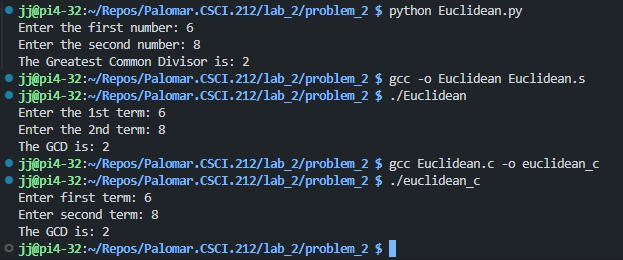 jj@pi4-32:~/Repos/Palomar.CSCI.212/lab_2/problem_2 $ python Euclidean.py
Enter the first number: 6
Enter the second number: 8
The Greatest Common Divisor is: 2
jj@pi4-32:~/Repos/Palomar.CSCI.212/lab_2/problem_2 $ gcc -o Euclidean Euclidean.s
jj@pi4-32:~/Repos/Palomar.CSCI.212/lab_2/problem_2 $ ./Euclidean
Enter the 1st term: 6
Enter the 2nd term: 8
The GCD is: 2
jj@pi4-32:~/Repos/Palomar.CSCI.212/lab_2/problem_2 $ gcc Euclidean.c -o euclidean_c
jj@pi4-32:~/Repos/Palomar.CSCI.212/lab_2/problem_2 $ ./euclidean_c
Enter first term: 6
Enter second term: 8
The GCD is: 2
jj@pi4-32:~/Repos/Palomar.CSCI.212/lab_2/problem_2 $